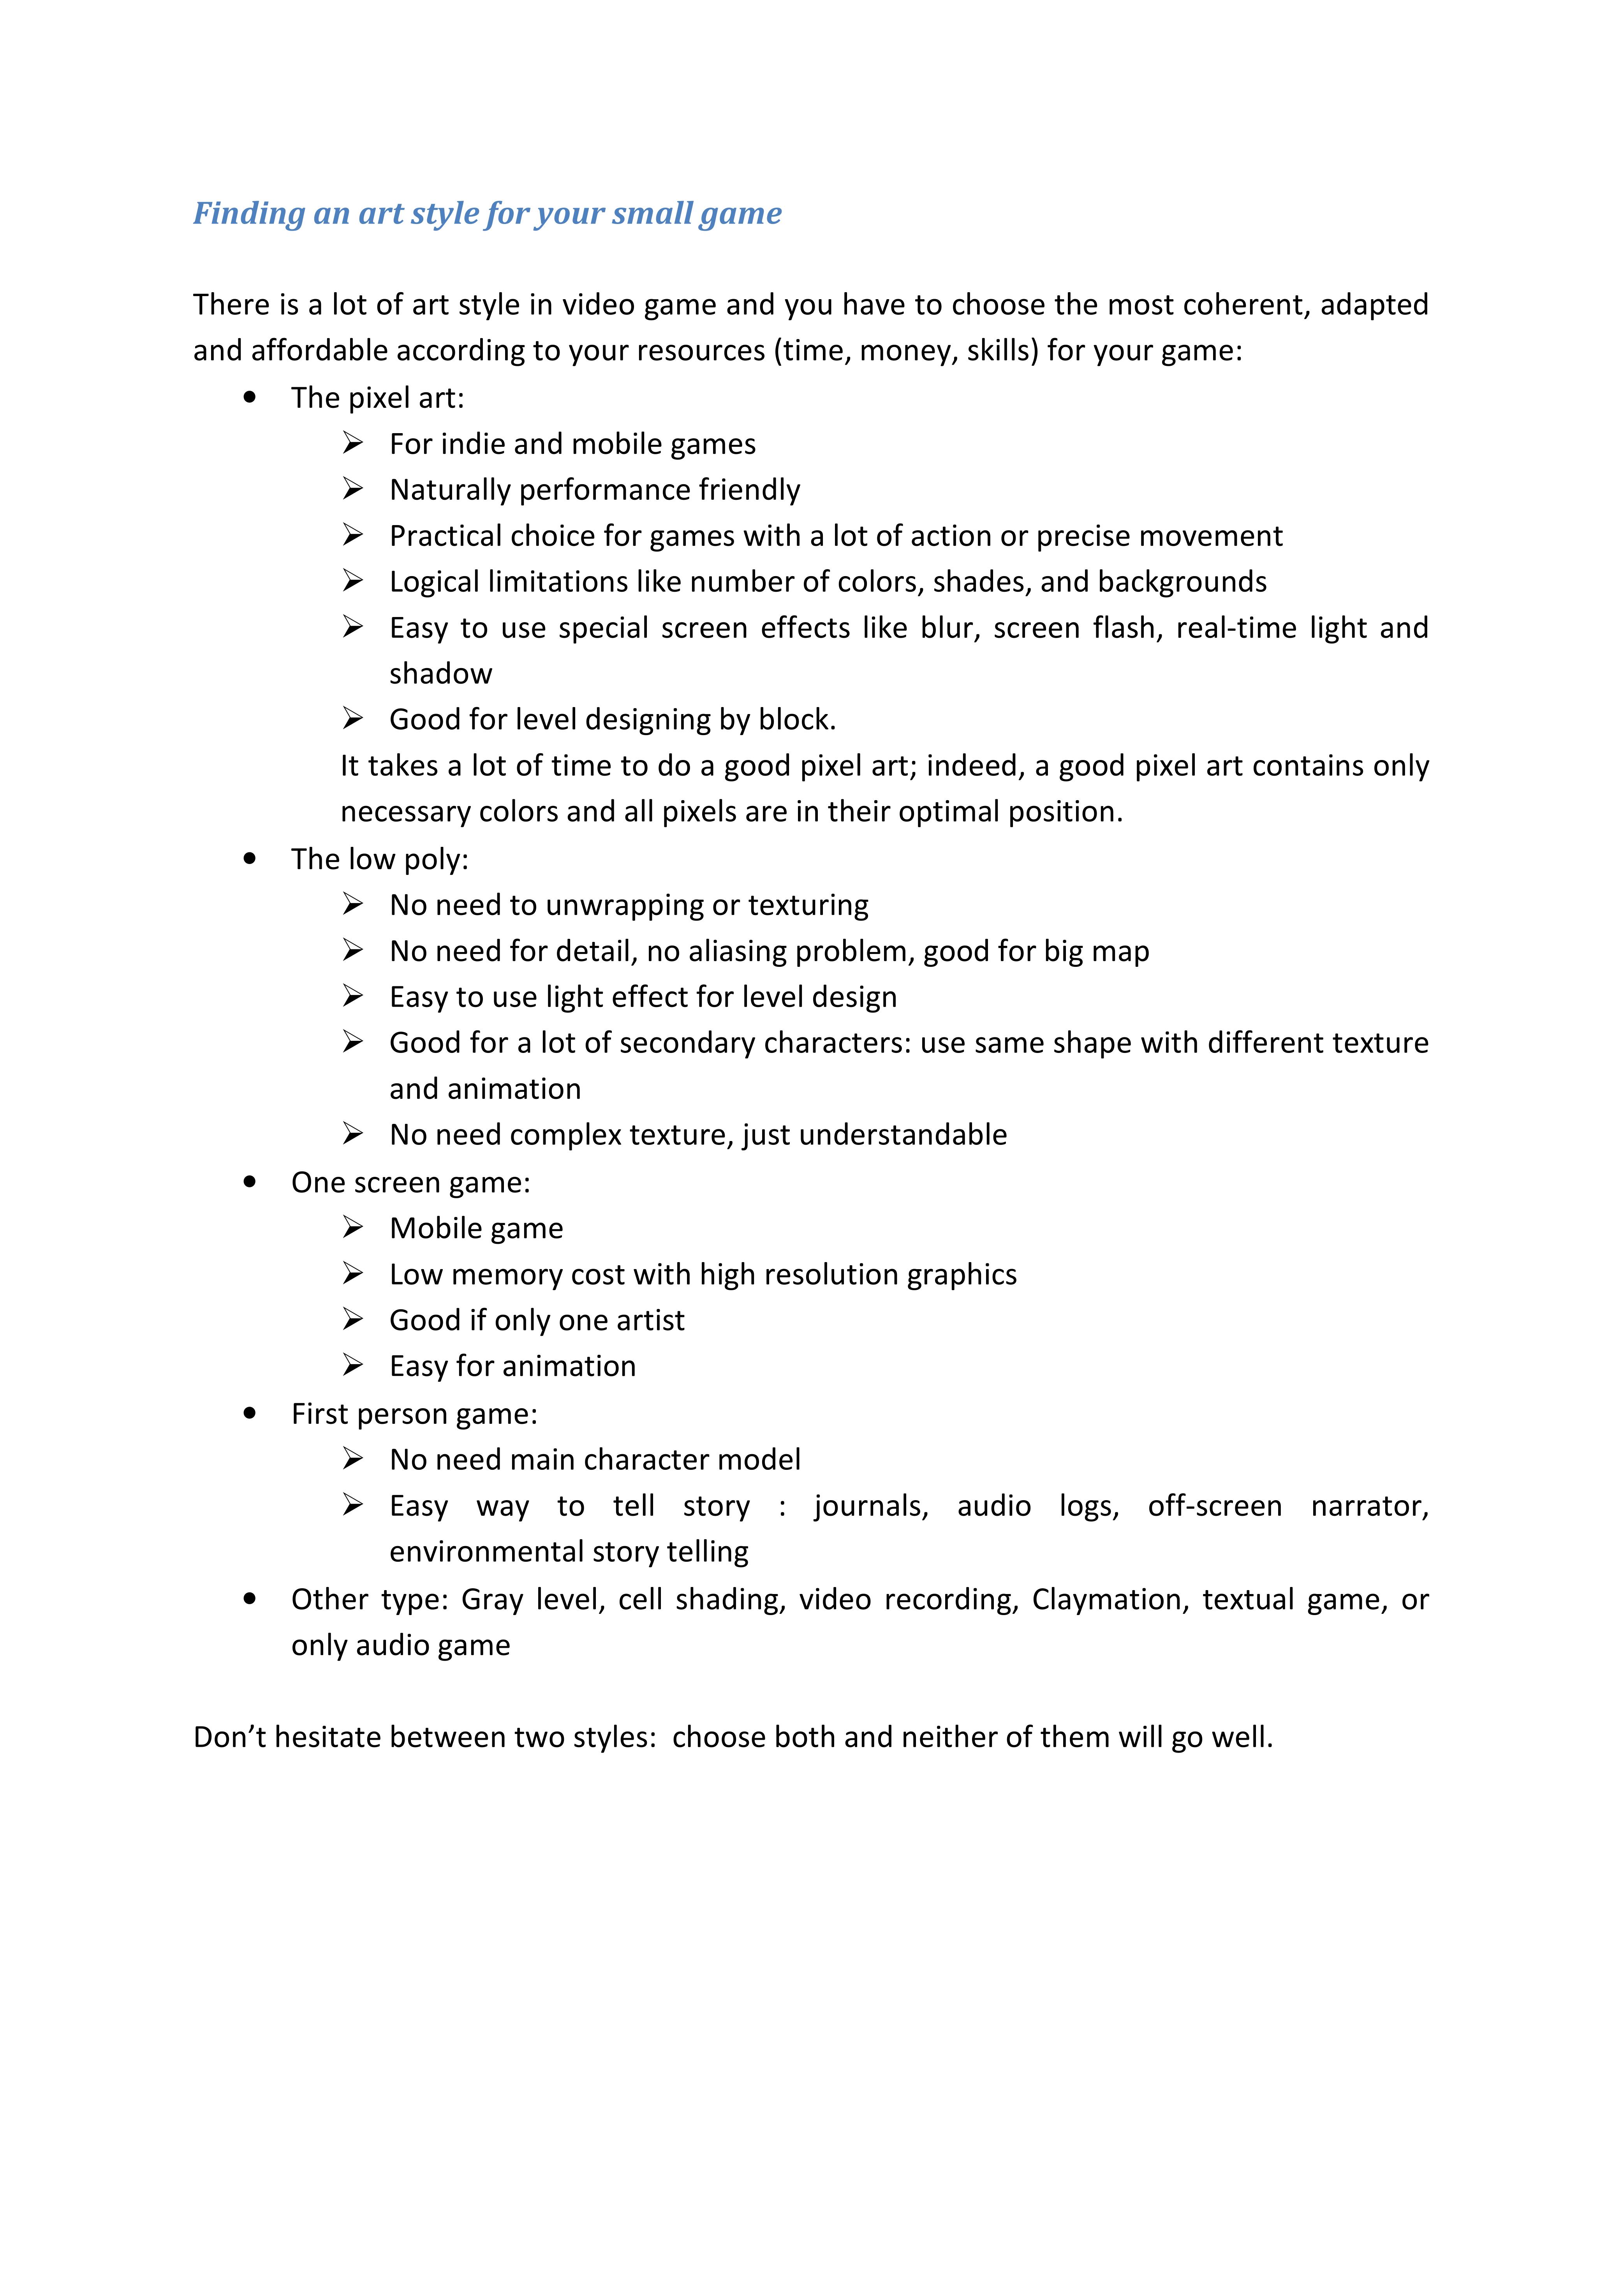 Finding an art style for your small game
There is a lot of art style in video game and you have to choose the most coherent, adapted
and affordable according to your resources (time, money, skills) for your game:
• The pixel art:
➢ For indie and mobile games
➢ Naturally performance friendly
➢ Practical choice for games with a lot of action or precise movement
➢ Logical limitations like number of colors, shades, and backgrounds
➢ Easy to use special screen effects like blur, screen flash, real-time light and
shadow
➢ Good for level designing by block.
It takes a lot of time to do a good pixel art; indeed, a good pixel art contains only
necessary colors and all pixels are in their optimal position.
• The low poly:
➢ No need to unwrapping or texturing
➢ No need for detail, no aliasing problem, good for big map
➢ Easy to use light effect for level design
➢ Good for a lot of secondary characters: use same shape with different texture
and animation
➢ No need complex texture, just understandable
• One screen game:
➢ Mobile game
➢ Low memory cost with high resolution graphics
➢ Good if only one artist
➢ Easy for animation
• First person game:
➢ No need main character model
➢ Easy way to tell story : journals, audio logs, off-screen narrator,
environmental story telling
• Other type: Gray level, cell shading, video recording, Claymation, textual game, or
only audio game
Don’t hesitate between two styles:  choose both and neither of them will go well.